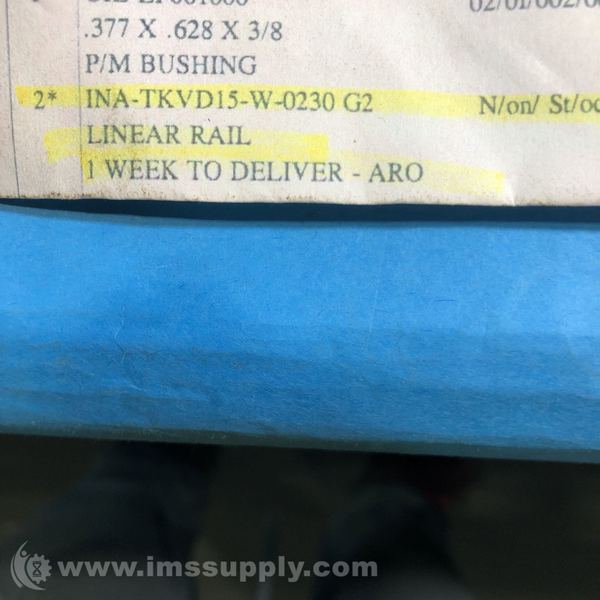 .377 X .628 X 3/8
P/M BUSHING
2* INA-TKVD15-W-0230 G2 N/on/ St/oc
LINEAR RAIL
1 WEEK TO DELIVER - ARO
www.imssupply.com